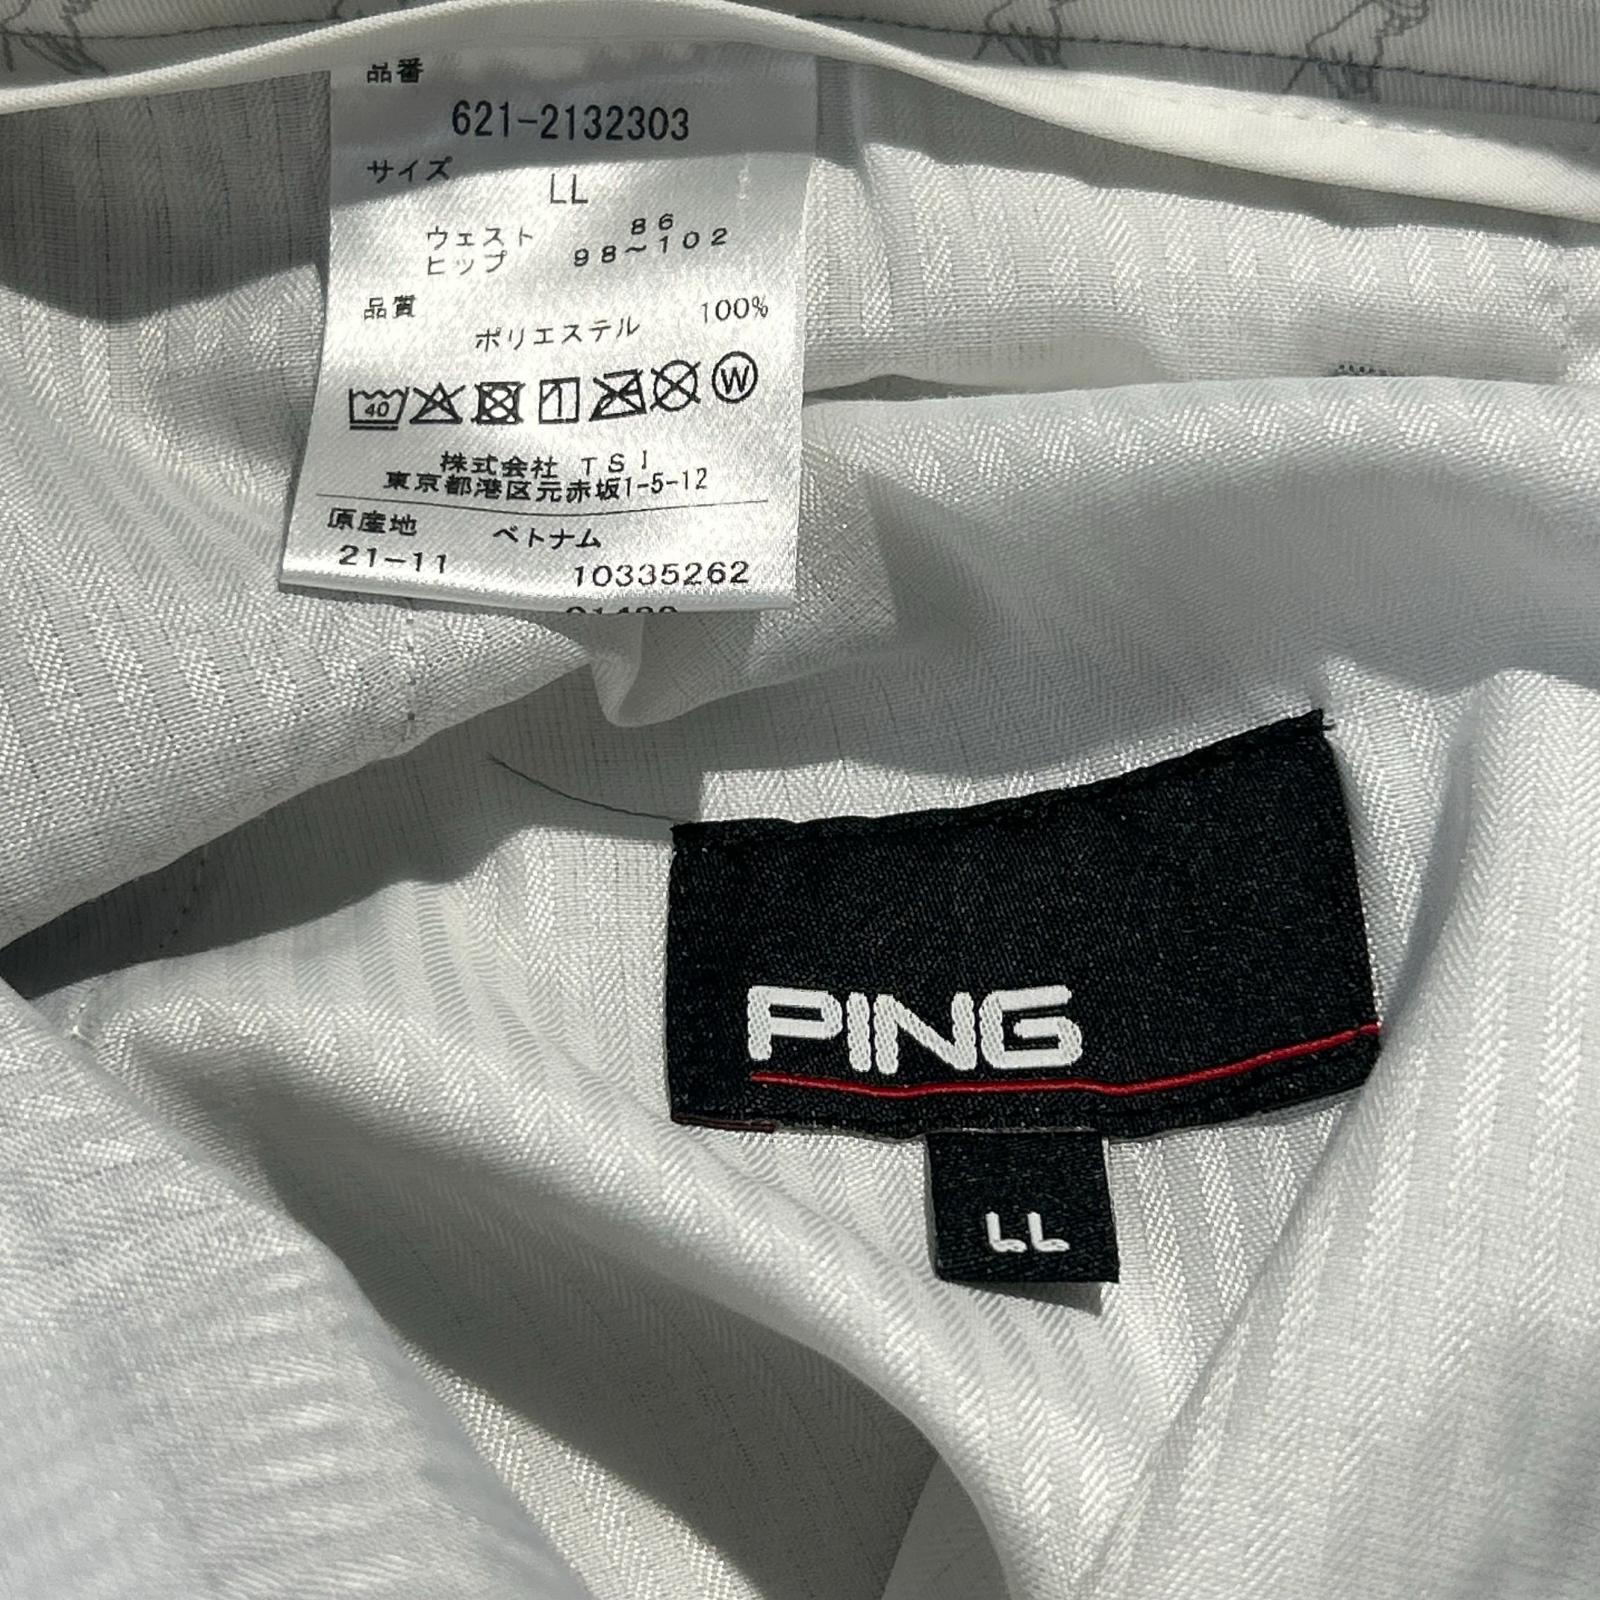 品番
621-2132303
サイズ
LL
ウェスト 86
ヒップ 98~102
品質
ポリエステル 100%
40 W
株式会社 TSI
東京都港区元赤坂1-5-12
原産地 ベトナム
21-11 10335262
PING
LL